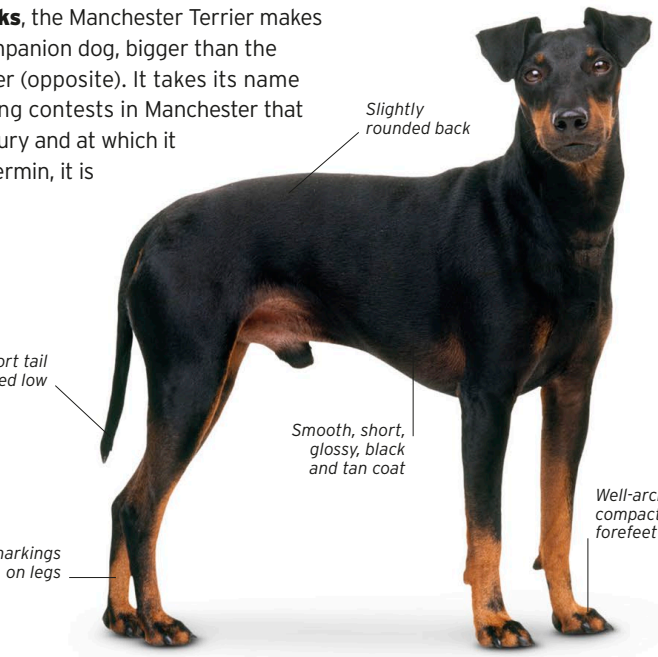 ks, the Manchester Terrier makes
mpanion dog, bigger than the
er (opposite). It takes its name
ng contests in Manchester that
ury and at which it
ermin, it is
Slightly
rounded back
ort tail
ed low
Smooth, short,
glossy, black
and tan coat
Well-arc
compact
forefeet
markings
on legs